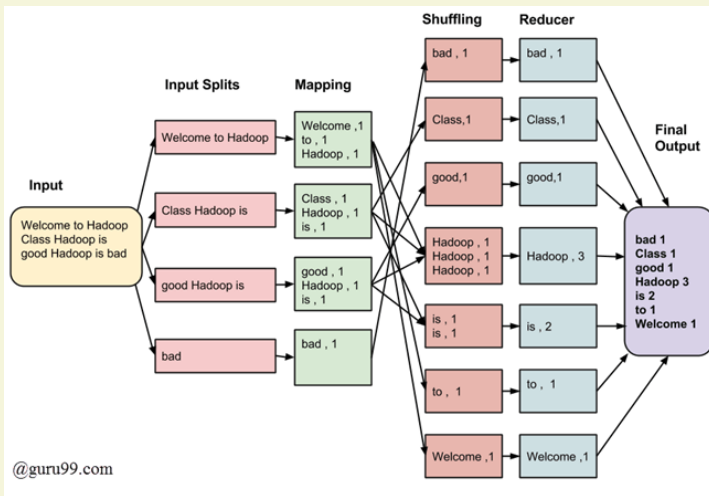 Input
Welcome to Hadoop
Class Hadoop is
good Hadoop is bad
Input Splits
Welcome to Hadoop
Class Hadoop is
good Hadoop is
bad
Mapping
Welcome ,1
to , 1
Hadoop , 1
Class , 1
Hadoop , 1
is , 1
good , 1
Hadoop , 1
is , 1
bad , 1
Shuffling
bad , 1
Class,1
good,1
Hadoop , 1
Hadoop , 1
Hadoop , 1
is , 1
is , 1
to , 1
Welcome ,1
Reducer
bad , 1
Class,1
good,1
Hadoop , 3
is , 2
to , 1
Welcome ,1
Final
Output
bad 1
Class 1
good 1
Hadoop 3
is 2
to 1
Welcome 1
@guru99.com